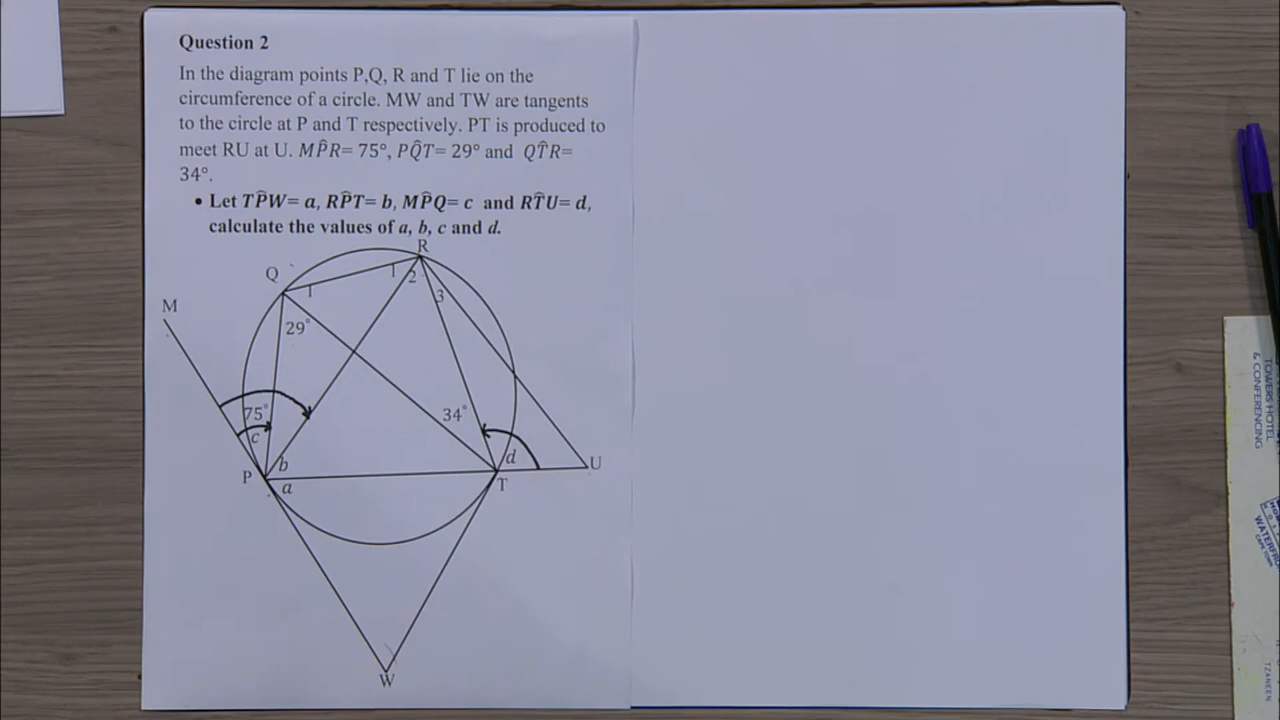 Question 2
In the diagram points P,Q, R and T lie on the
circumference of a circle. MW and TW are tangents
to the circle at P and T respectively. PT is produced to
meet RU at U. MP̂R= 75°, PQ̂T= 29° and QT̂R=
34°.
• Let TP̂W= a, RP̂T= b, MP̂Q= c and RT̂U= d,
calculate the values of a, b, c and d.
R
Q
1
2
1
3
M
29°
75°
34°
c
b
d
U
P
a
T
W
TOWERS HOTEL
& CONFERENCING
TZANEEN